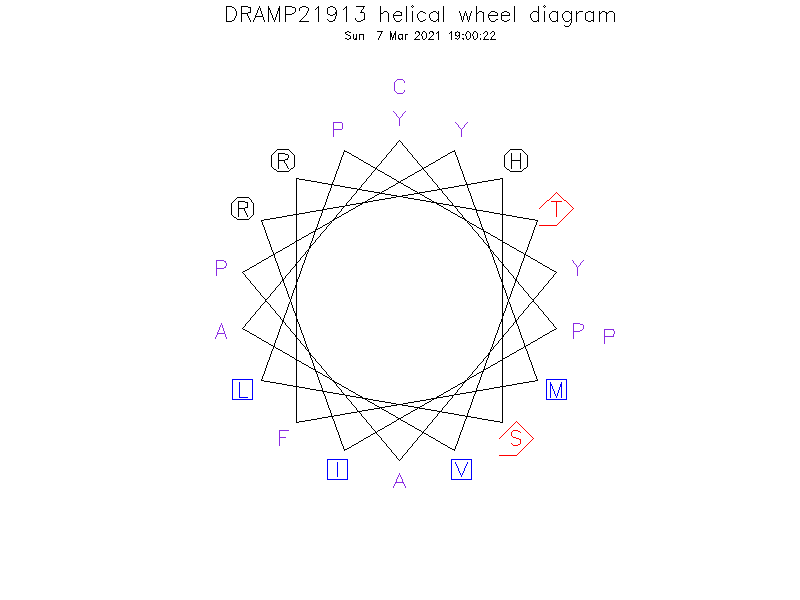 DRAMP21913 helical wheel diagram
Sun 7 Mar 2021 19:00:22
C
Y
P Y
R H
R T
P Y
A P P
L M
F S
I V
A